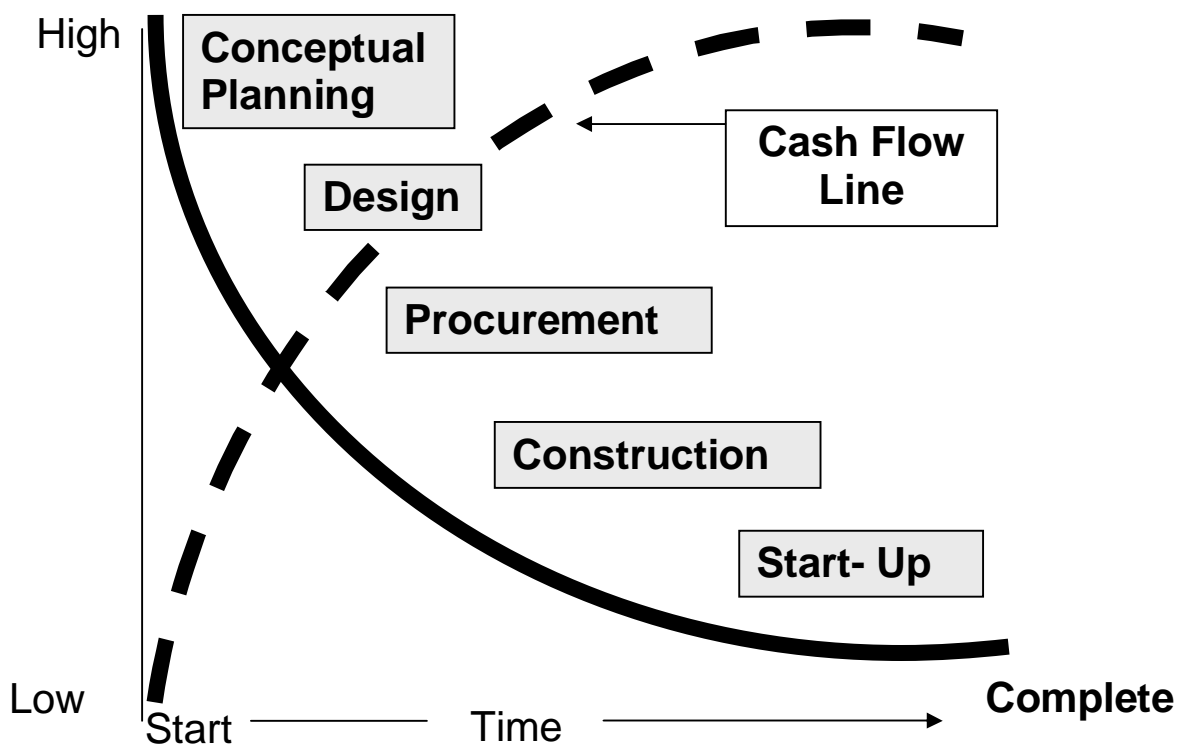 High
Conceptual
Planning
Cash Flow
Line
Design
Procurement
Construction
Start- Up
Low
Complete
Start
Time